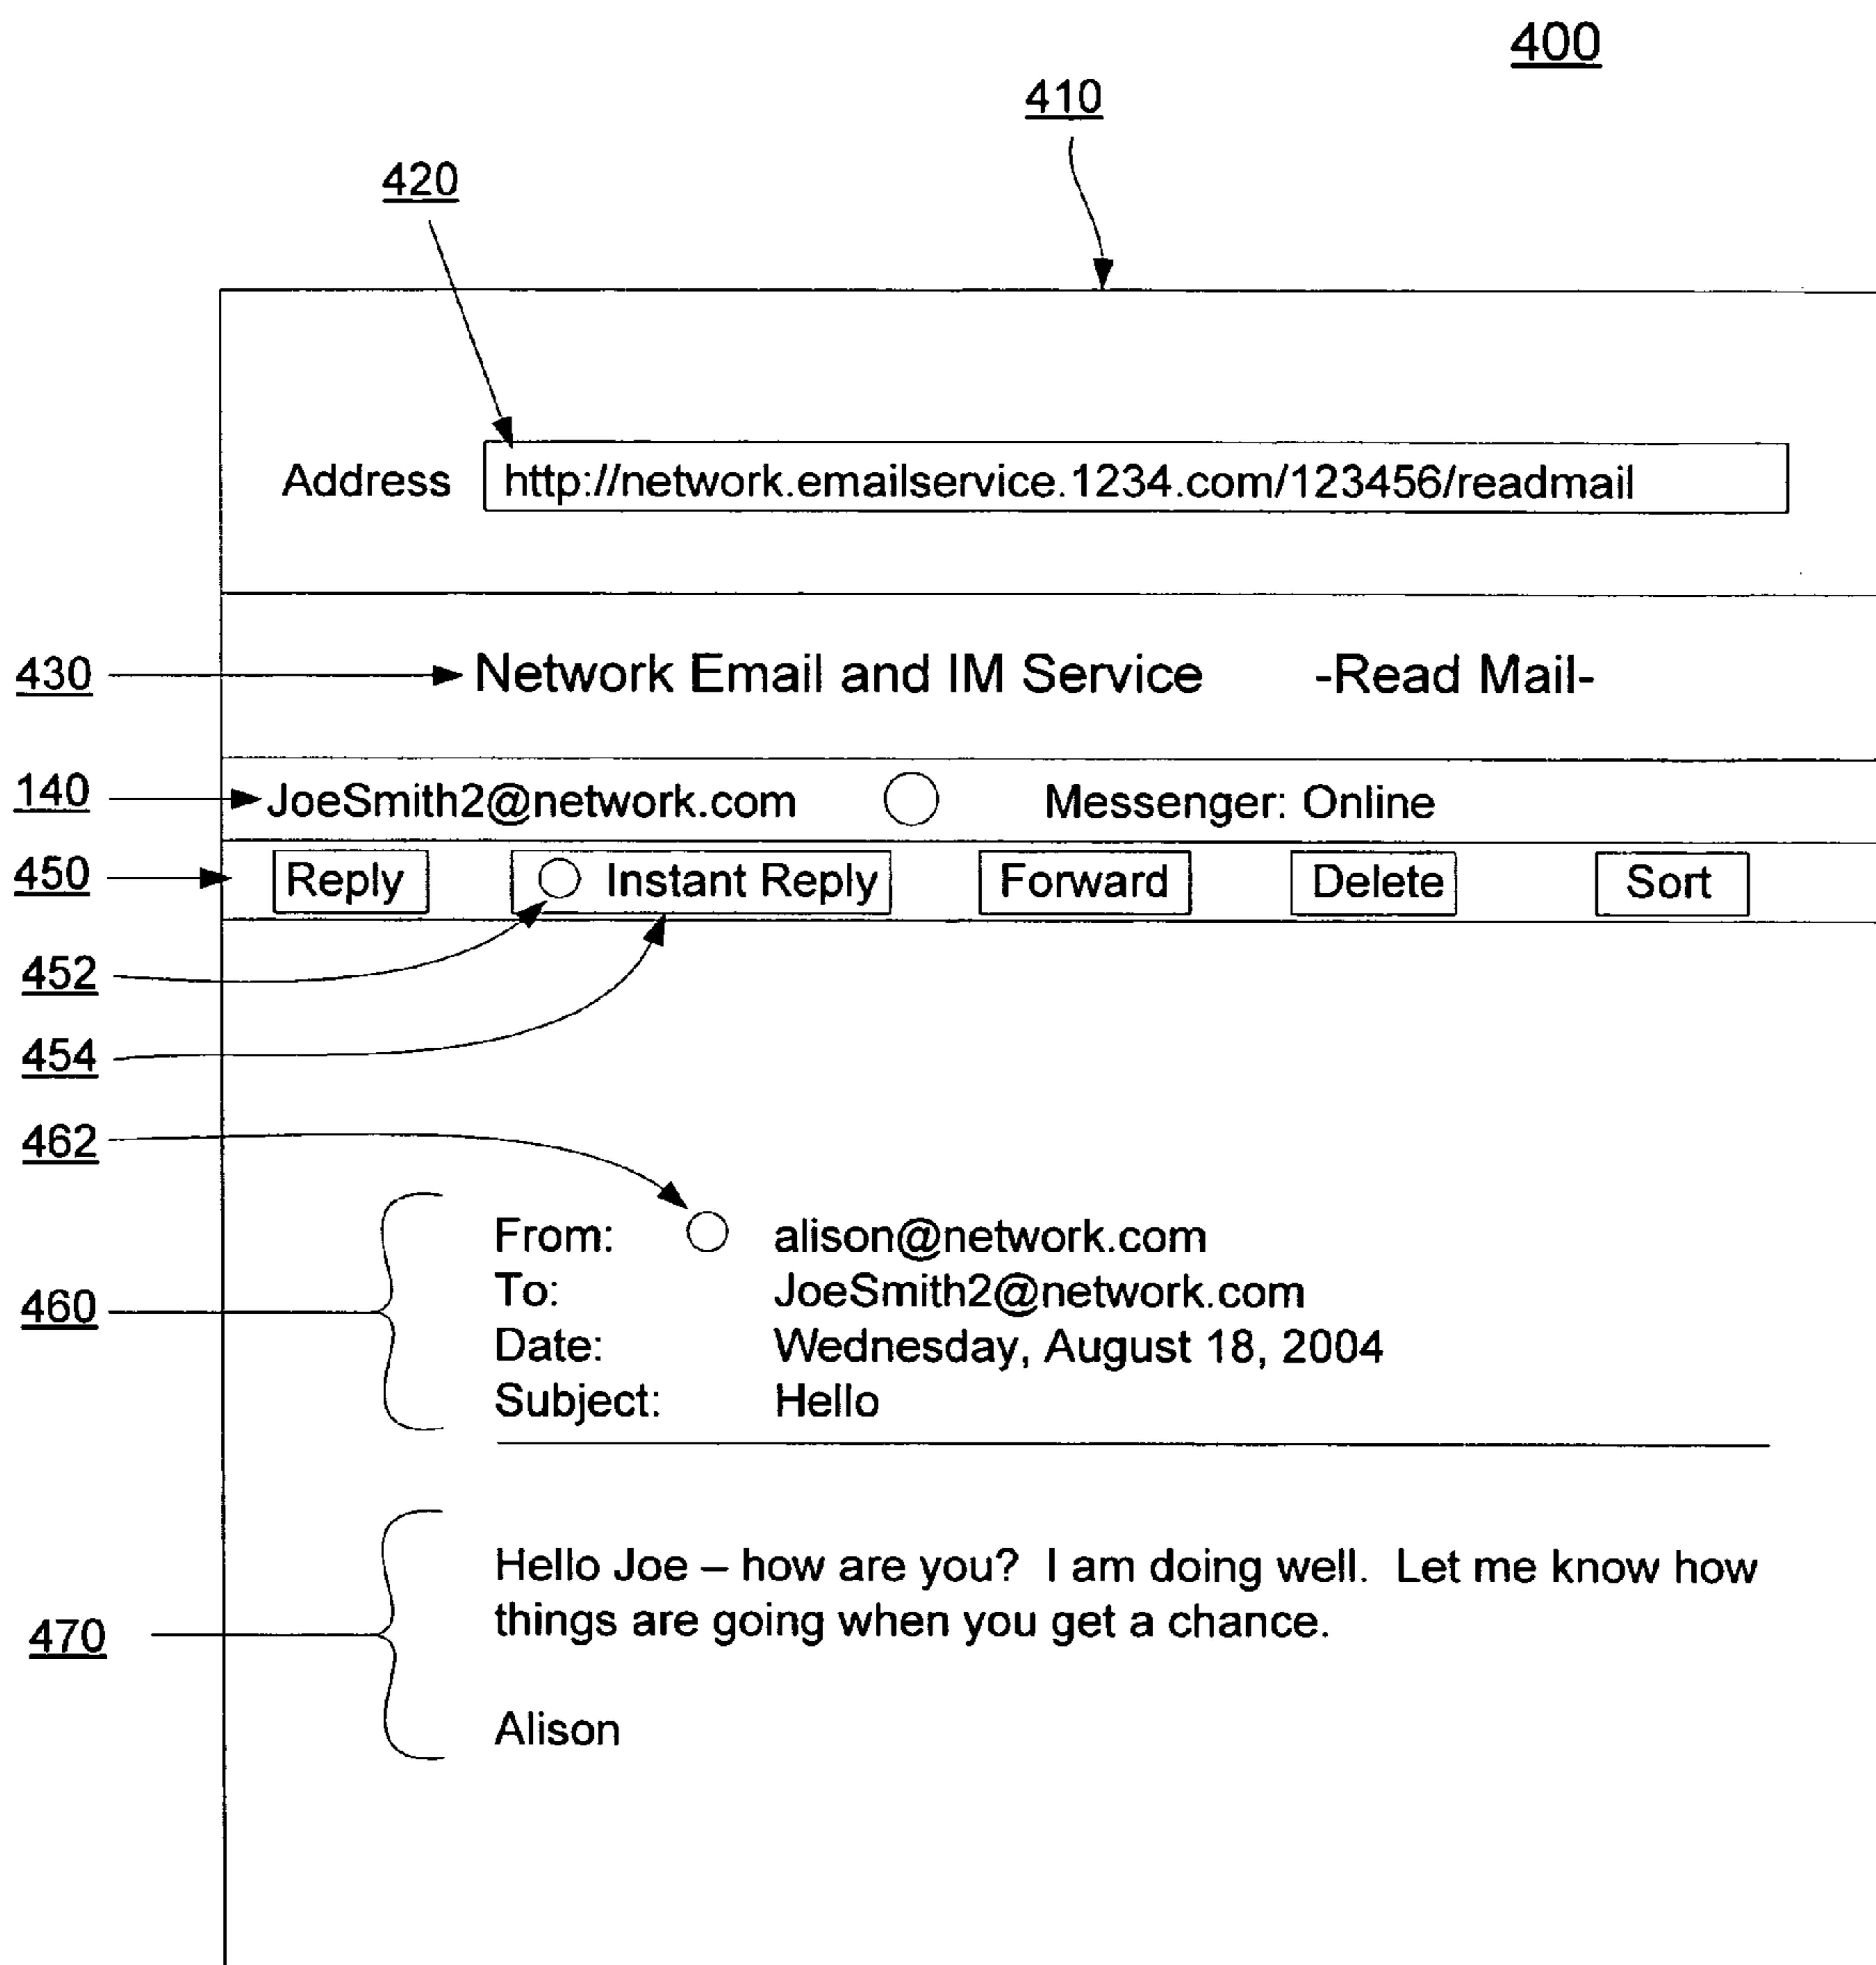 400
410
420
Address http://network.emailservice.1234.com/123456/readmail
430 Network Email and IM Service -Read Mail-
140 JoeSmith2@network.com Messenger: Online
450 Reply Instant Reply Forward Delete Sort
452
454
462
From: alison@network.com
460 To: JoeSmith2@network.com
Date: Wednesday, August 18, 2004
Subject: Hello
Hello Joe – how are you? I am doing well. Let me know how
470 things are going when you get a chance.
Alison